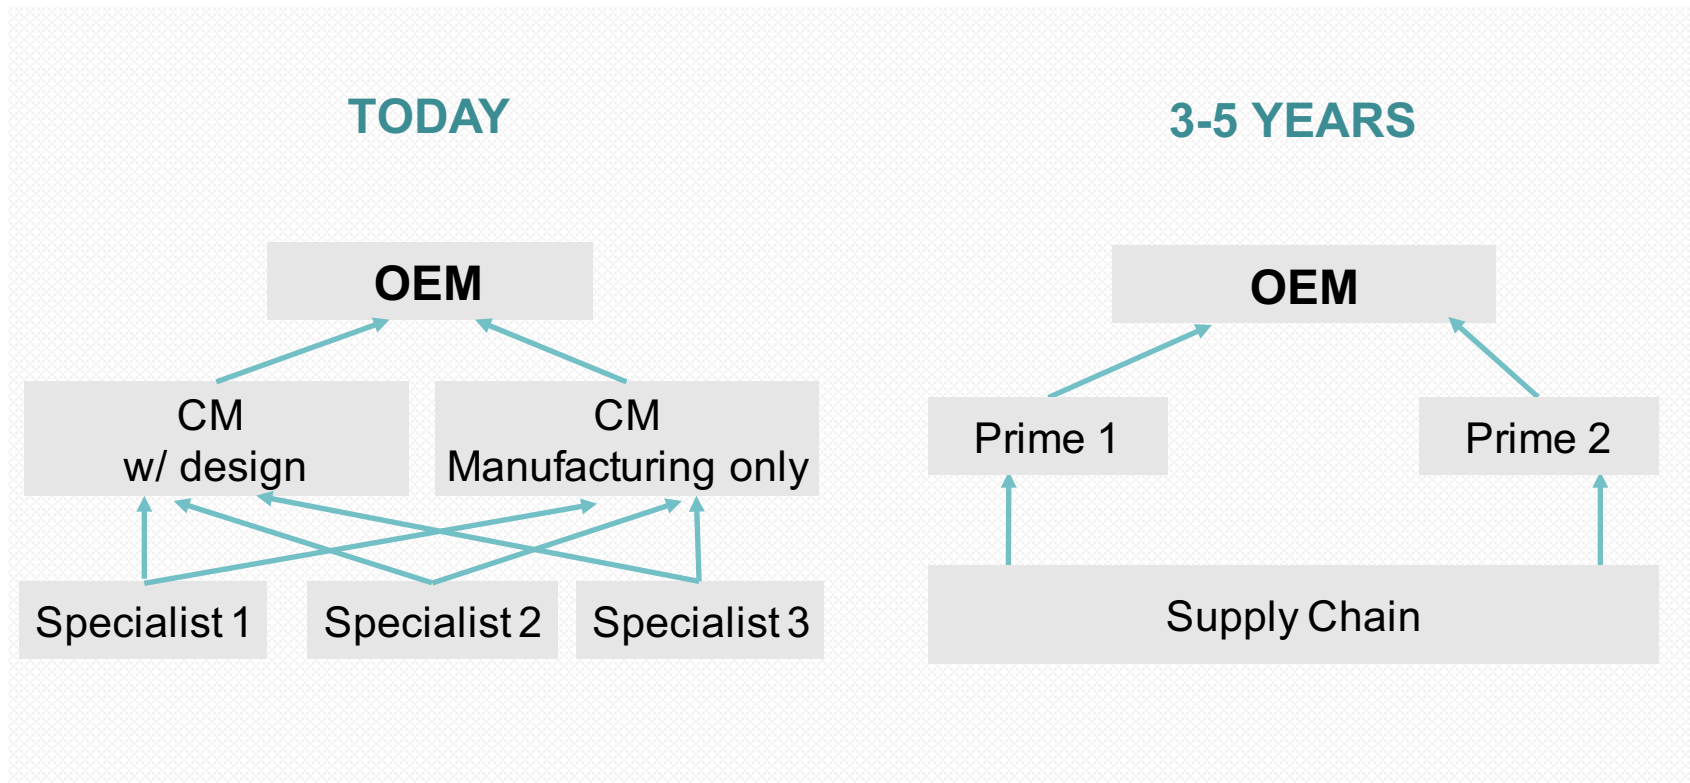 TODAY
OEM
CM
w/ design
CM
Manufacturing only
Specialist 1
Specialist 2
Specialist 3
3-5 YEARS
OEM
Prime 1
Prime 2
Supply Chain